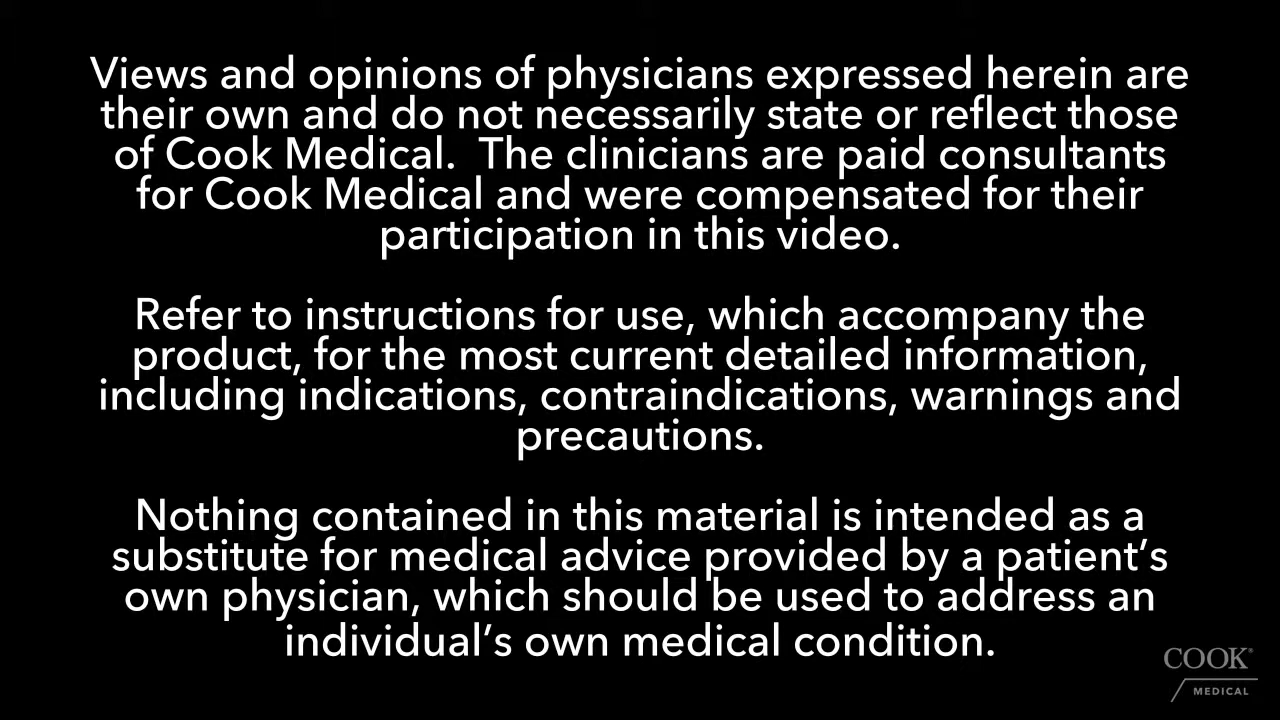 Views and opinions of physicians expressed herein are
their own and do not necessarily state or reflect those
of Cook Medical.  The clinicians are paid consultants
for Cook Medical and were compensated for their
participation in this video.
Refer to instructions for use, which accompany the
product, for the most current detailed information,
including indications, contraindications, warnings and
precautions.
Nothing contained in this material is intended as a
substitute for medical advice provided by a patient’s
own physician, which should be used to address an
individual’s own medical condition.
COOK®
MEDICAL